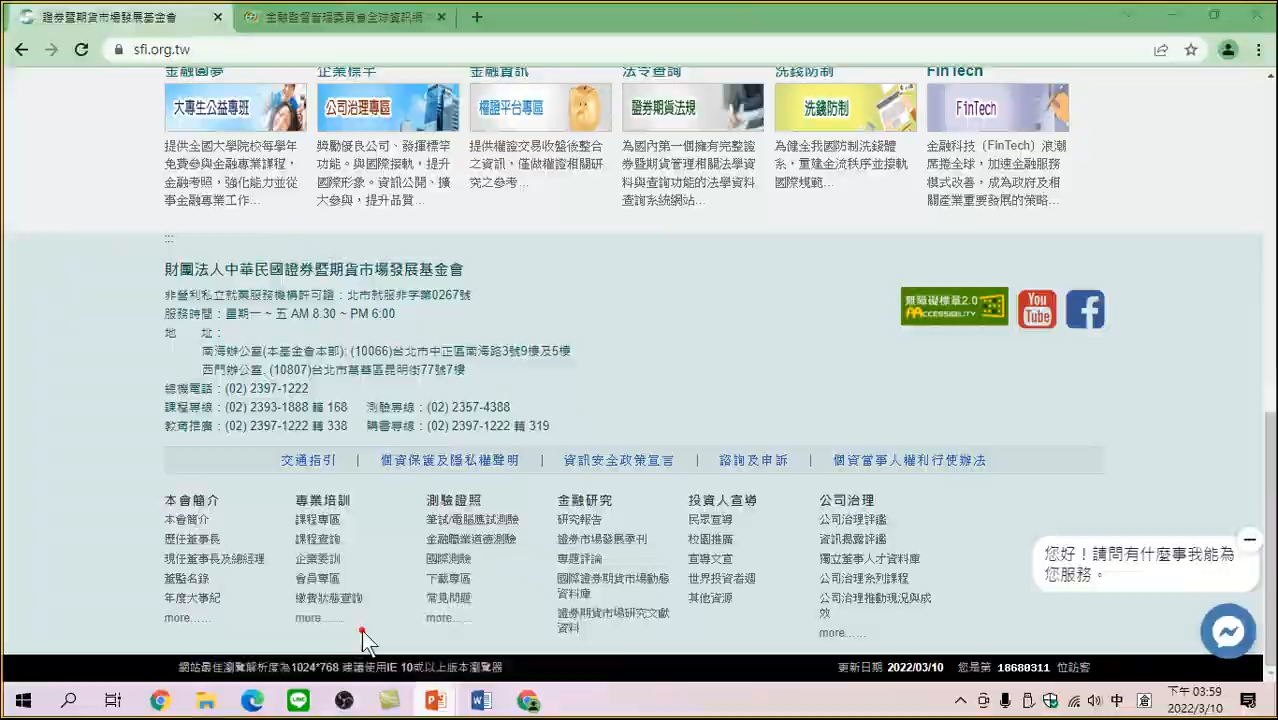 證券暨期貨市場發展基金會
金融監督管理委員會全球資訊網
sfi.org.tw
金融圓夢 企業標竿 金融資訊 法令查詢 洗錢防制 FinTech
大專生公益專班 公司治理專區 權證平台專區 證券期貨法規 洗錢防制 FinTech
提供全國大學院校每學年
免費參與金融專業課程,
金融考照,強化能力並從
事金融專業工作...
獎勵優良公司、發揮標竿
功能。與國際接軌,提升
國際形象。資訊公開、擴
大參與,提升品質...
提供權證交易收盤後整合
之資訊,僅做權證相關研
究之參考...
為國內第一個擁有完整證
券暨期貨管理相關法學資
料與查詢功能的法學資料
查詢系統網站...
為健全我國防制洗錢體
系,重建金流秩序並接軌
國際規範...
金融科技(FinTech)浪潮
席捲全球,加速金融服務
模式改善,成為政府及相
關產業重要發展的策略...
:::
財團法人中華民國證券暨期貨市場發展基金會
非營利私立就業服務機構許可證:北市就服非字第0267號
服務時間:星期一 ~ 五 AM 8:30 ~ PM 6:00
地 址:
南海辦公室(本基金會本部): (10066)台北市中正區南海路3號9樓及5樓
西門辦公室: (10807)台北市萬華區昆明街77號7樓
總機電話:(02) 2397-1222
課程專線:(02) 2393-1888 轉 168 測驗專線:(02) 2357-4388
教育推廣:(02) 2397-1222 轉 338 購書專線:(02) 2397-1222 轉 319
無障礙標章2.0
AACCESSIBILITY
You
Tube
交通指引 | 個資保護及隱私權聲明 | 資訊安全政策宣言 | 諮詢及申訴 | 個資當事人權利行使辦法
本會簡介
本會簡介
歷任董事長
現任董事長及總經理
董監名錄
年度大事紀
more......
專業培訓
課程專區
課程查詢
企業委訓
會員專區
繳費狀態查詢
more......
測驗證照
筆試/電腦應試測驗
金融職業道德測驗
國際測驗
下載專區
常見問題
more......
金融研究
研究報告
證券市場發展季刊
專題評論
國際證券期貨市場動態
資料庫
證券期貨市場研究文獻
資料
投資人宣導
民眾宣導
校園推廣
宣導文宣
世界投資者週
其他資源
公司治理
公司治理評鑑
資訊揭露評鑑
獨立董事人才資料庫
公司治理系列課程
公司治理推動現況與成
效
more......
您好!請問有什麼事我能為
您服務。
網站最佳瀏覽解析度為1024*768 建議使用IE 10或以上版本瀏覽器
更新日期 2022/03/10 您是第 18680311 位訪客
LINE
中
倉
下午 03:59
2022/3/10